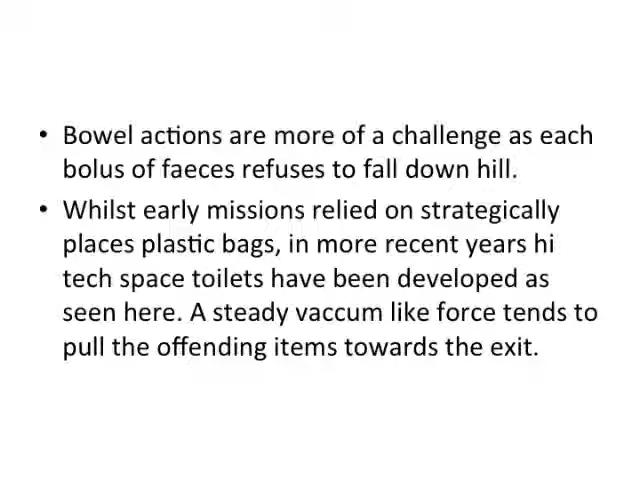 • Bowel actions are more of a challenge as each
bolus of faeces refuses to fall down hill.
• Whilst early missions relied on strategically
places plastic bags, in more recent years hi
tech space toilets have been developed as
seen here. A steady vaccum like force tends to
pull the offending items towards the exit.